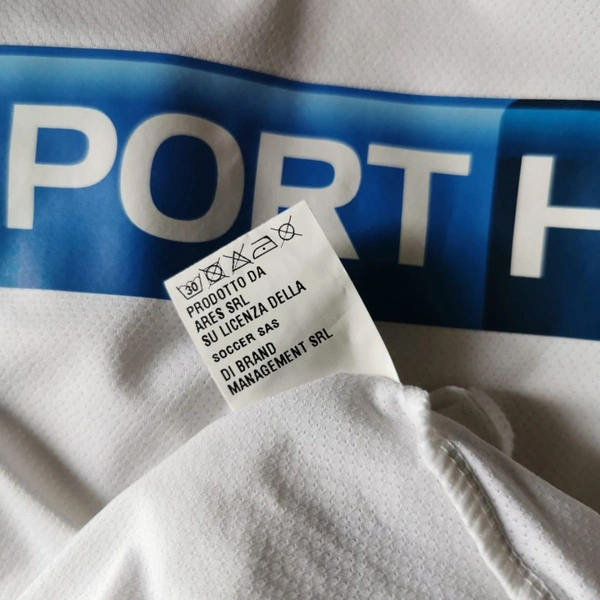 PORT H
30
PRODOTTO DA
ARES SRL
SU LICENZA DELLA
SOCCER SAS
DI BRAND
MANAGEMENT SRL